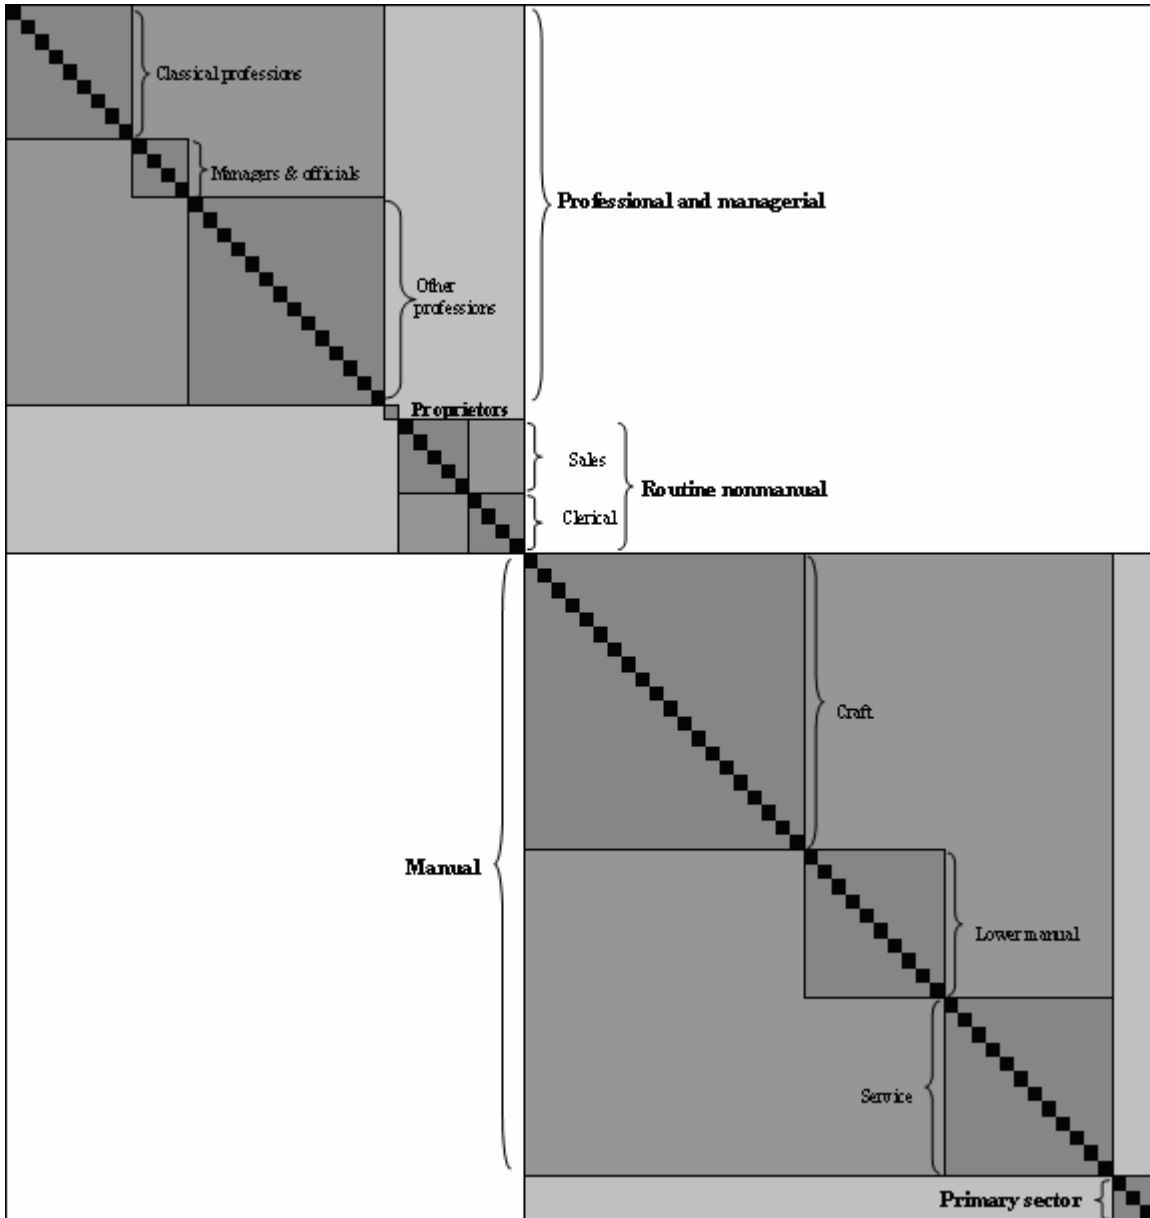 Classical professions
Managers & officials
Professional and managerial
Other
professions
Proprietors
Sales
Routine nonmanual
Clerical
Craft
Manual
Lower manual
Service
Primary sector